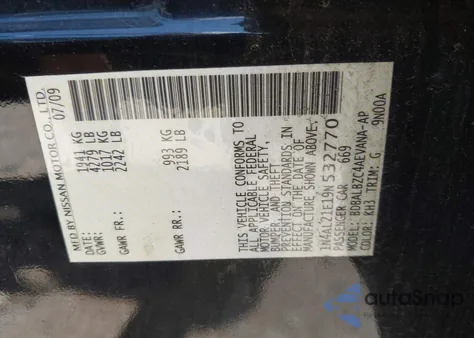 MFD BY NISSAN MOTOR CO., LTD.
DATE: 07/09
GVWR: 1941 KG
4279 LB
GAWR FR: 1017 KG
2242 LB
GAWR RR: 993 KG
2189 LB
THIS VEHICLE CONFORMS TO
ALL APPLICABLE FEDERAL
MOTOR VEHICLE SAFETY,
BUMPER, AND THEFT
PREVENTION STANDARDS IN
EFFECT ON THE DATE OF
MANUFACTURE SHOWN ABOVE.
532770
PASSENGER CAR 669
MODEL: BDBALBZC4AEVANA-AP
COLOR: KH3 TRIM: G 9N00A
autoSnap